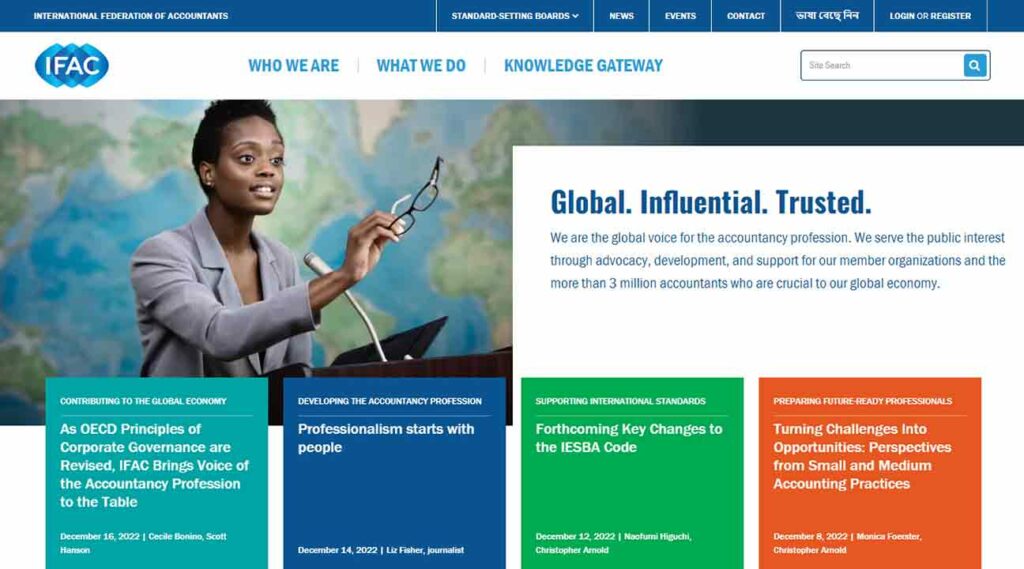 INTERNATIONAL FEDERATION OF ACCOUNTANTS
STANDARD-SETTING BOARDS
NEWS
EVENTS
CONTACT
ভাষা বেছে নিন
LOGIN OR REGISTER
IFAC
WHO WE ARE
WHAT WE DO
KNOWLEDGE GATEWAY
Site Search
Global. Influential. Trusted.
We are the global voice for the accountancy profession. We serve the public interest
through advocacy, development, and support for our member organizations and the
more than 3 million accountants who are crucial to our global economy.
CONTRIBUTING TO THE GLOBAL ECONOMY
As OECD Principles of
Corporate Governance are
Revised, IFAC Brings Voice of
the Accountancy Profession
to the Table
December 16, 2022 | Cecile Bonino, Scott
Hanson
DEVELOPING THE ACCOUNTANCY PROFESSION
Professionalism starts with
people
December 14, 2022 | Liz Fisher, journalist
SUPPORTING INTERNATIONAL STANDARDS
Forthcoming Key Changes to
the IESBA Code
December 12, 2022 | Naofumi Higuchi,
Christopher Arnold
PREPARING FUTURE-READY PROFESSIONALS
Turning Challenges Into
Opportunities: Perspectives
from Small and Medium
Accounting Practices
December 8, 2022 | Monica Foerster,
Christopher Arnold